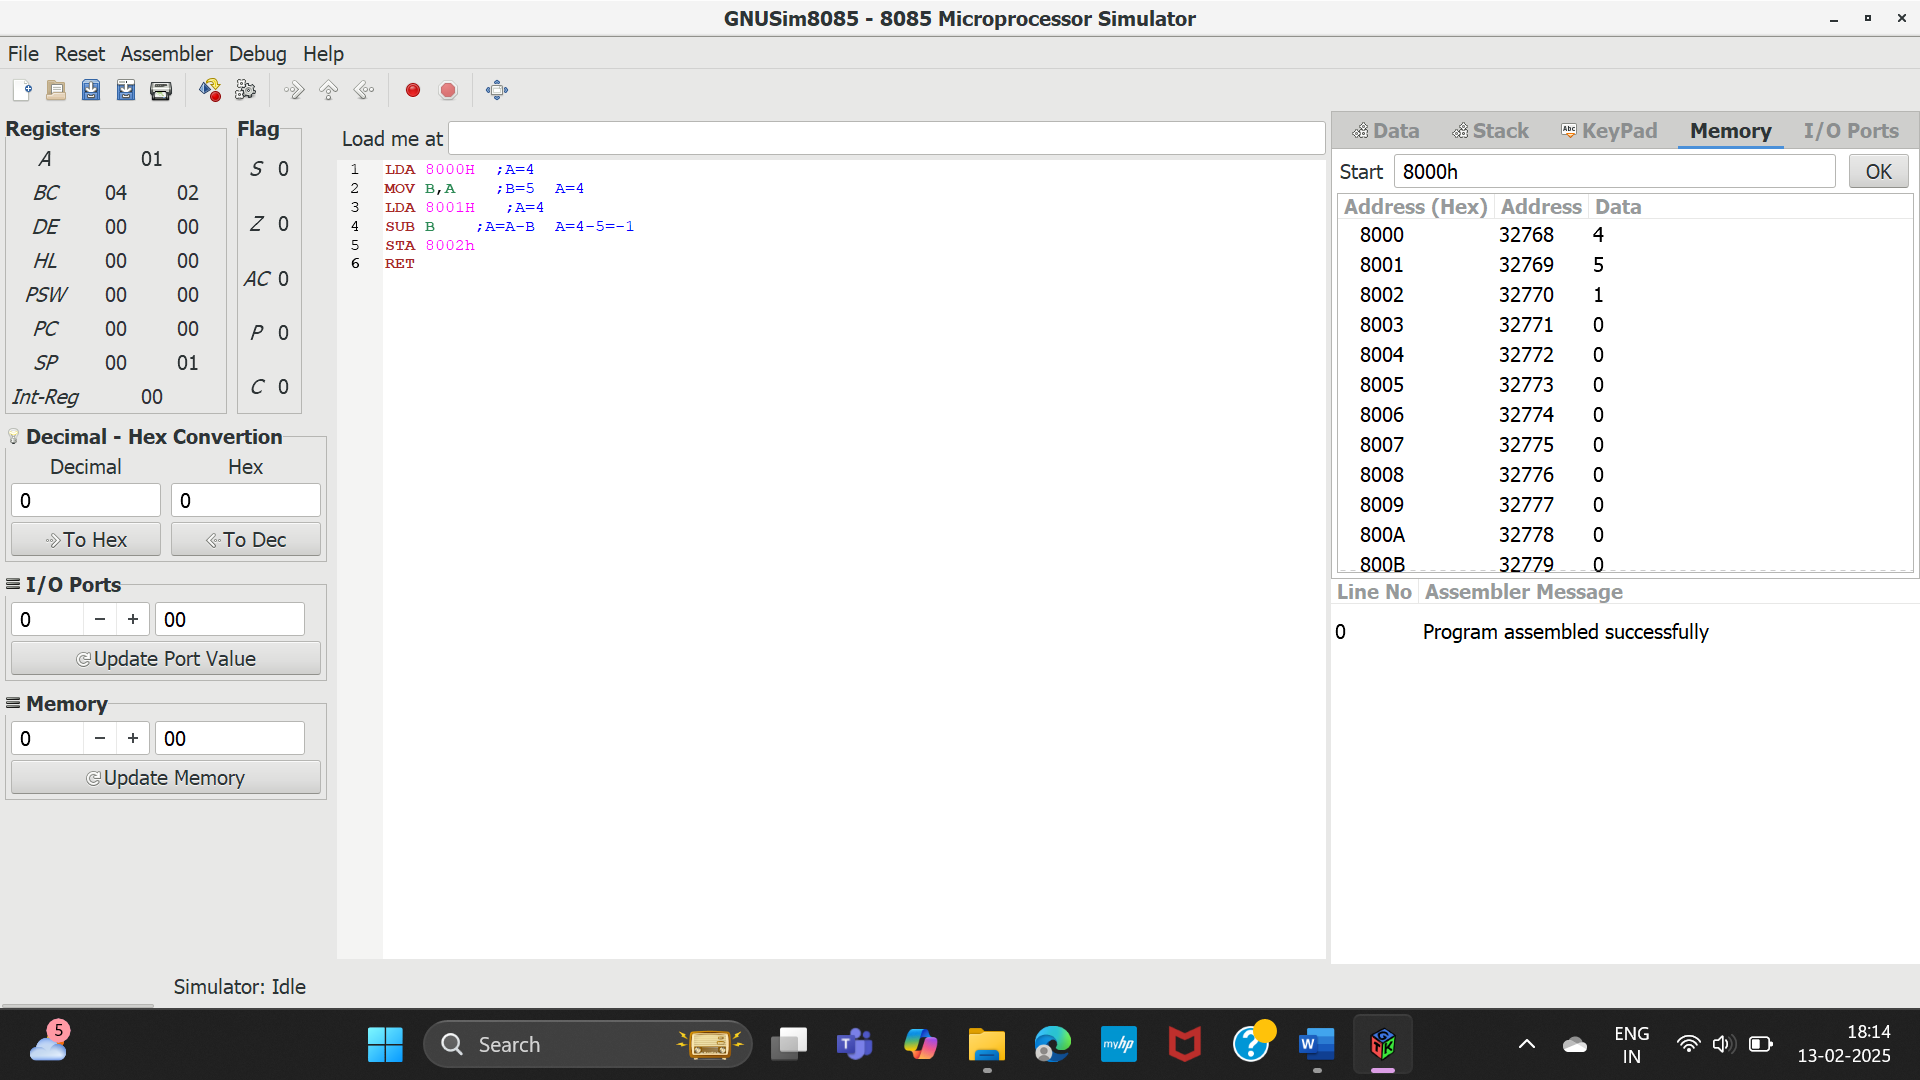 GNUSim8085 - 8085 Microprocessor Simulator
File Reset Assembler Debug Help
Registers
A 01
BC 04 02
DE 00 00
HL 00 00
PSW 00 00
PC 00 00
SP 00 01
Int-Reg 00
Flag
S 0
Z 0
AC 0
P 0
C 0
Decimal - Hex Convertion
Decimal Hex
0 0
To Hex To Dec
I/O Ports
0 − + 00
Update Port Value
Memory
0 − + 00
Update Memory
Load me at
1 LDA 8000H ;A=4
2 MOV B,A ;B=5 A=4
3 LDA 8001H ;A=4
4 SUB B ;A=A-B A=4-5=-1
5 STA 8002h
6 RET
Data Stack Abc KeyPad Memory I/O Ports
Start 8000h OK
Address (Hex) Address Data
8000 32768 4
8001 32769 5
8002 32770 1
8003 32771 0
8004 32772 0
8005 32773 0
8006 32774 0
8007 32775 0
8008 32776 0
8009 32777 0
800A 32778 0
800B 32779 0
Line No Assembler Message
0 Program assembled successfully
Simulator: Idle
5
Search
T
myhp
?
W
ENG
IN
18:14
13-02-2025